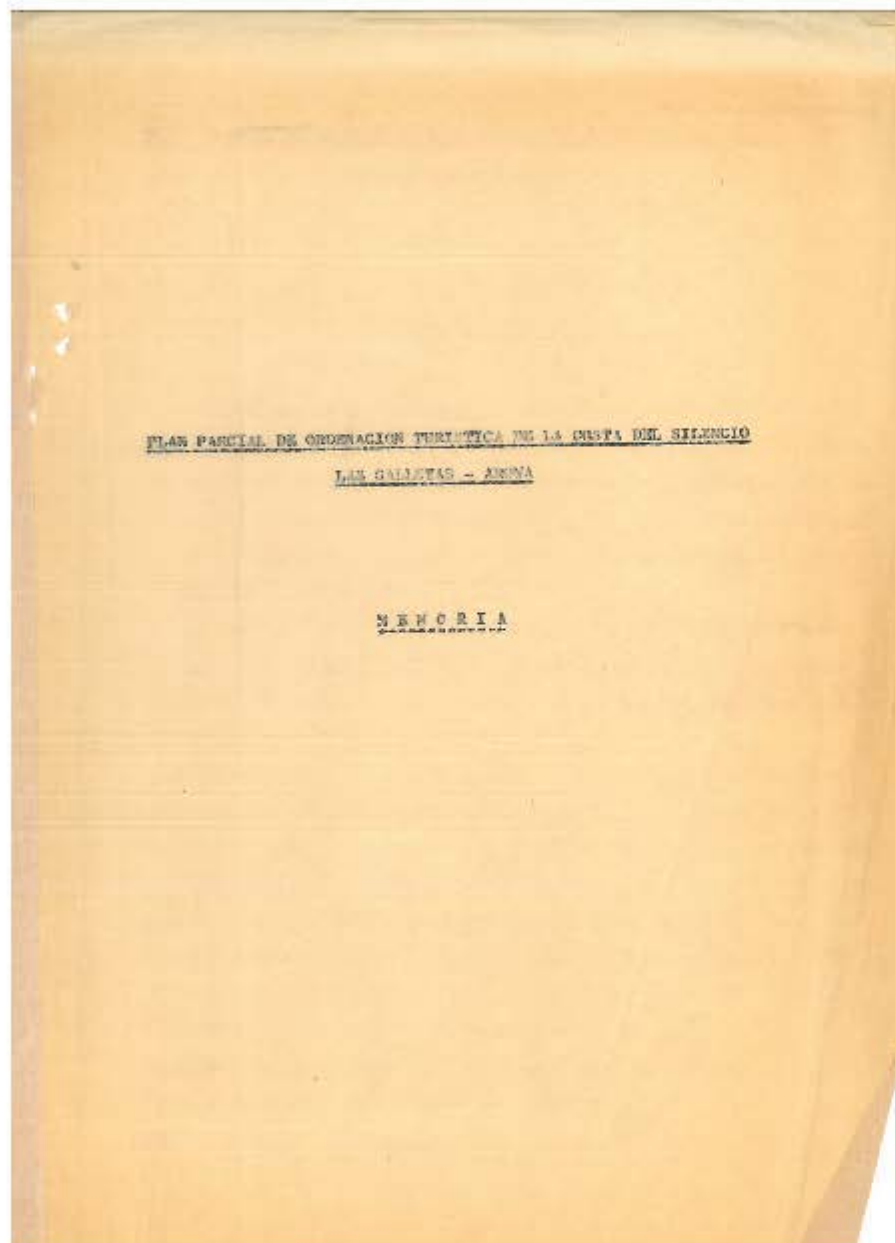 PLAN PARCIAL DE ORDENACION TURISTICA DE LA COSTA DEL SILENCIO
LAS GALLETAS - ARONA
M E M O R I A